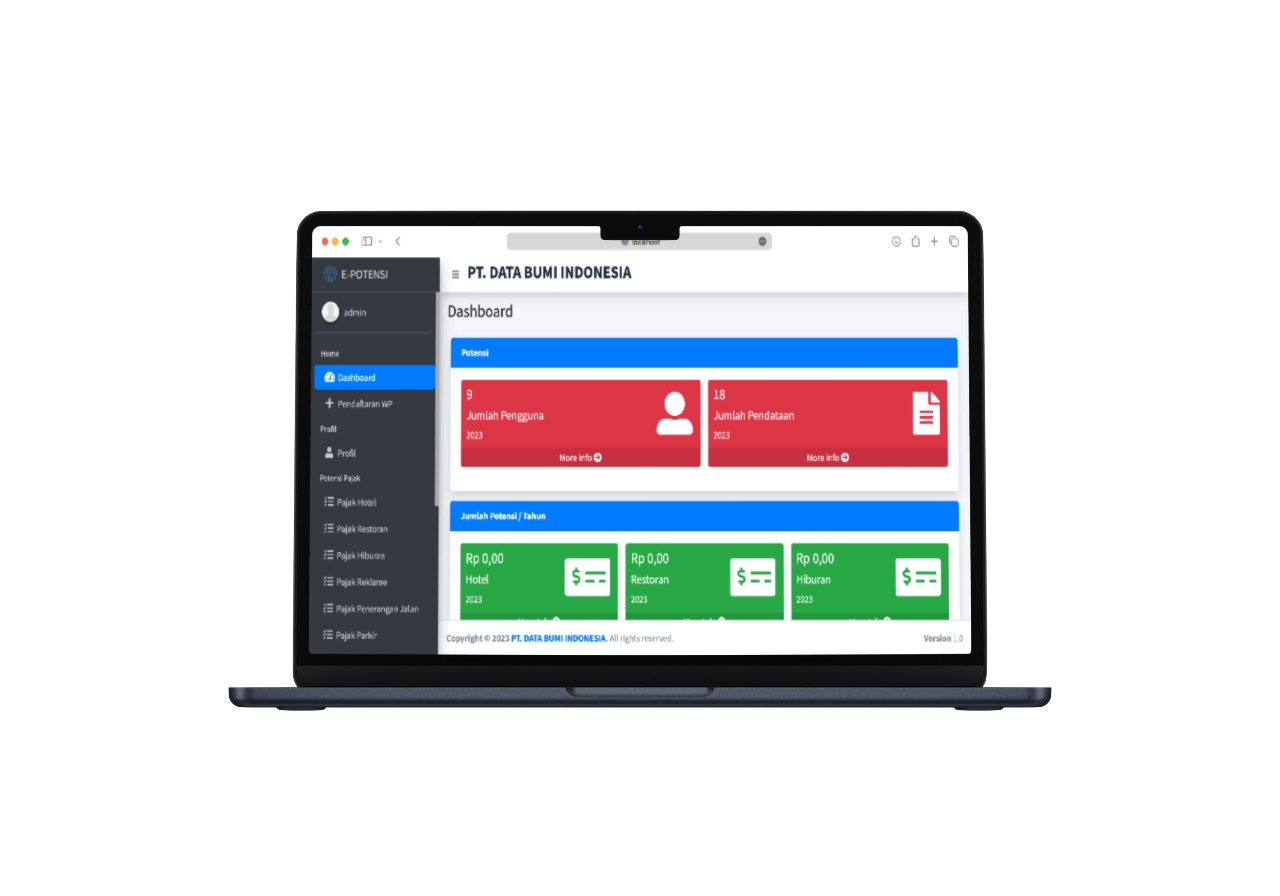 localhost
E-POTENSI
PT. DATA BUMI INDONESIA
admin
Dashboard
Home
Dashboard
Pendaftaran WP
Profil
Profil
Potensi Pajak
Pajak Hotel
Pajak Restoran
Pajak Hiburan
Pajak Reklame
Pajak Penerangan Jalan
Pajak Parkir
Potensi
9
Jumlah Pengguna
2023
More info
18
Jumlah Pendataan
2023
More info
Jumlah Potensi / Tahun
Rp 0,00
Hotel
2023
Rp 0,00
Restoran
2023
Rp 0,00
Hiburan
2023
Copyright © 2023 PT. DATA BUMI INDONESIA. All rights reserved.
Version 1.0